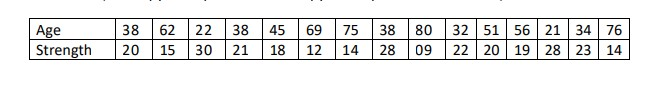 Age 38 62 22 38 45 69 75 38 80 32 51 56 21 34 76
Strength 20 15 30 21 18 12 14 28 09 22 20 19 28 23 14